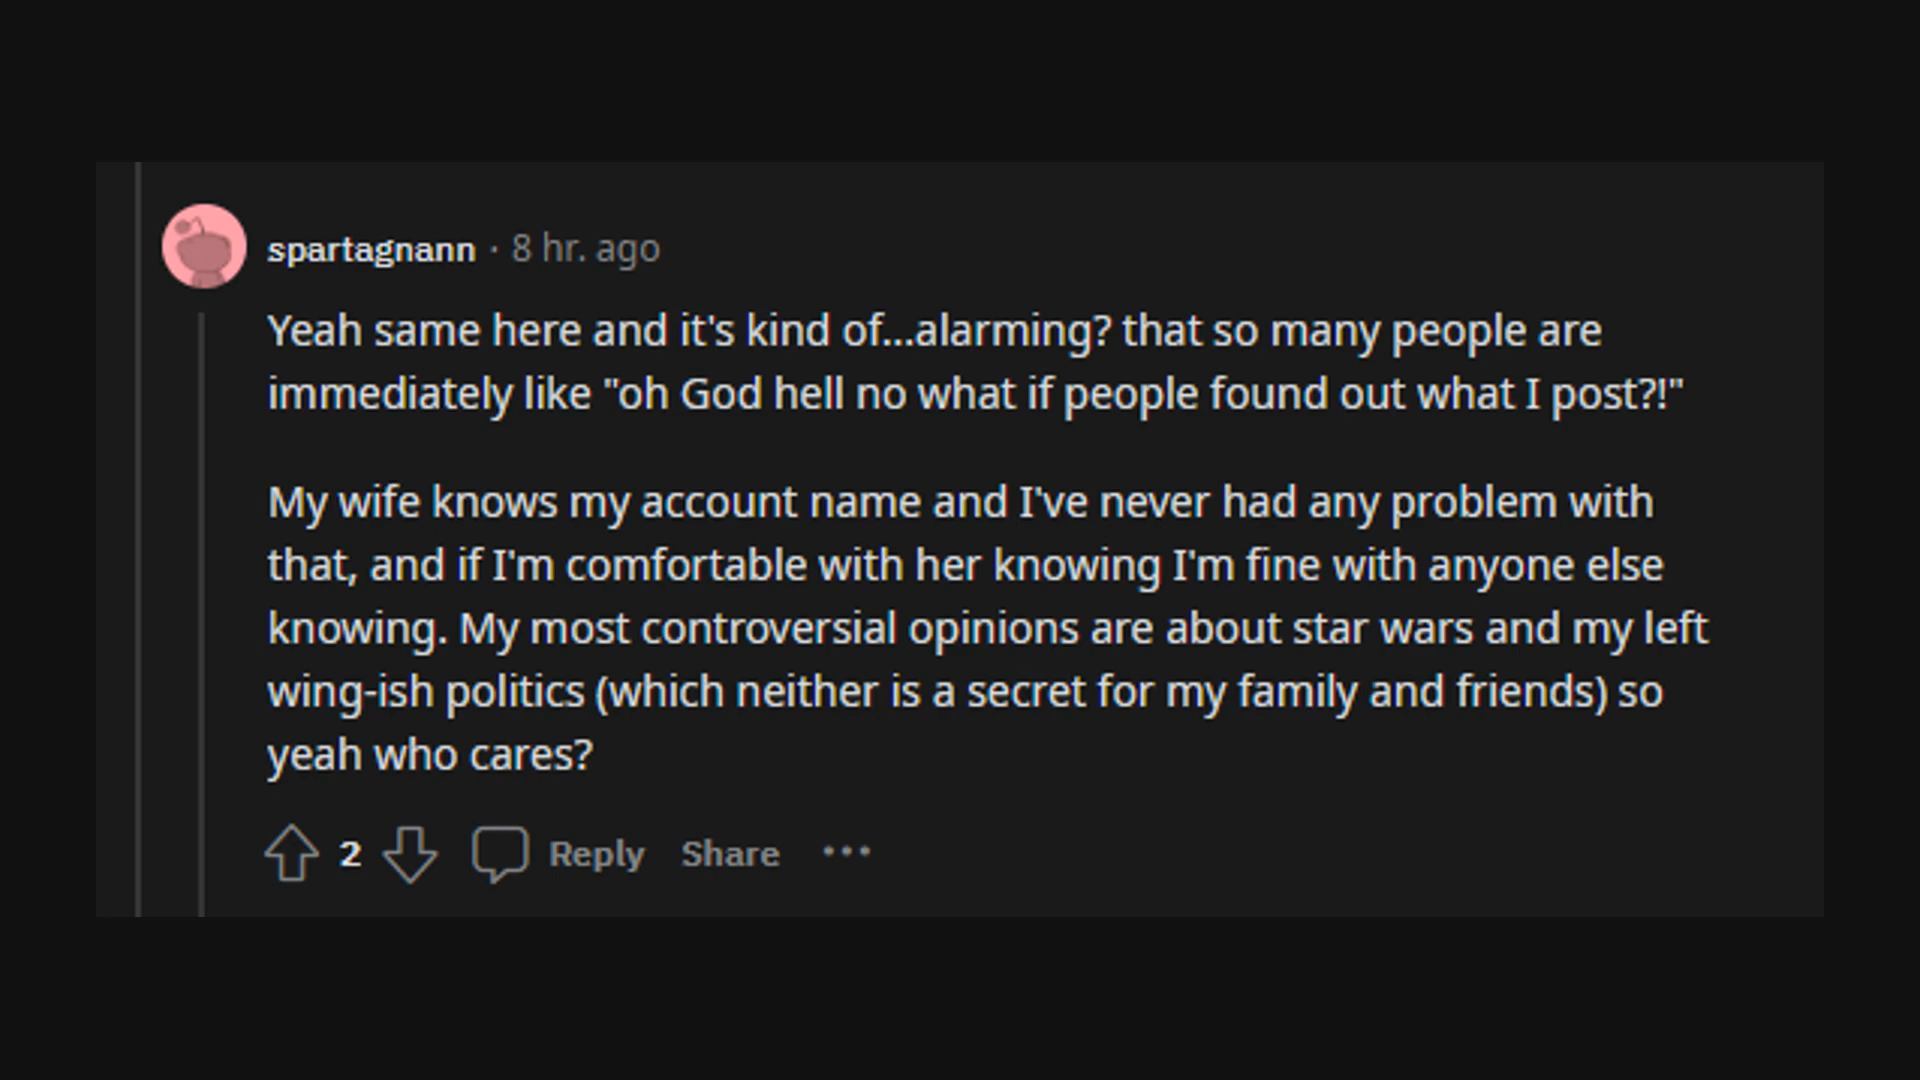 spartagnann · 8 hr. ago
Yeah same here and it's kind of...alarming? that so many people are
immediately like "oh God hell no what if people found out what I post?!"
My wife knows my account name and I've never had any problem with
that, and if I'm comfortable with her knowing I'm fine with anyone else
knowing. My most controversial opinions are about star wars and my left
wing-ish politics (which neither is a secret for my family and friends) so
yeah who cares?
2 Reply Share ...